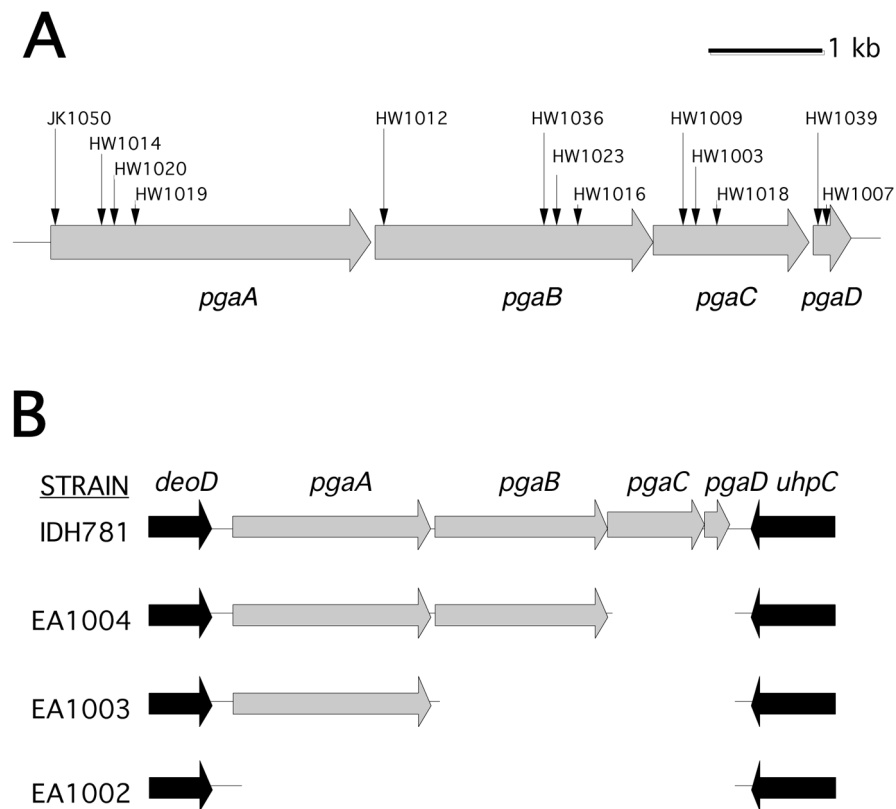 A
1 kb
JK1050 HW1012 HW1036 HW1009 HW1039
HW1014
HW1023 HW1003
HW1020
HW1019 HW1016 HW1018 HW1007
pgaA pgaB pgaC pgaD
B
STRAIN deoD pgaA pgaB pgaC pgaD uhpC
IDH781
EA1004
EA1003
EA1002